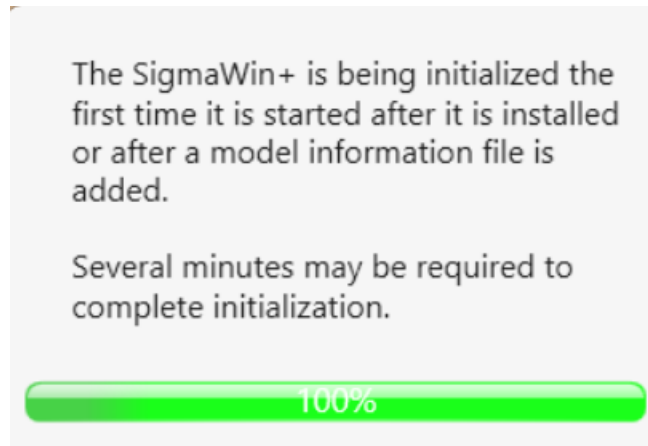 The SigmaWin+ is being initialized the
first time it is started after it is installed
or after a model information file is
added.
Several minutes may be required to
complete initialization.
100%